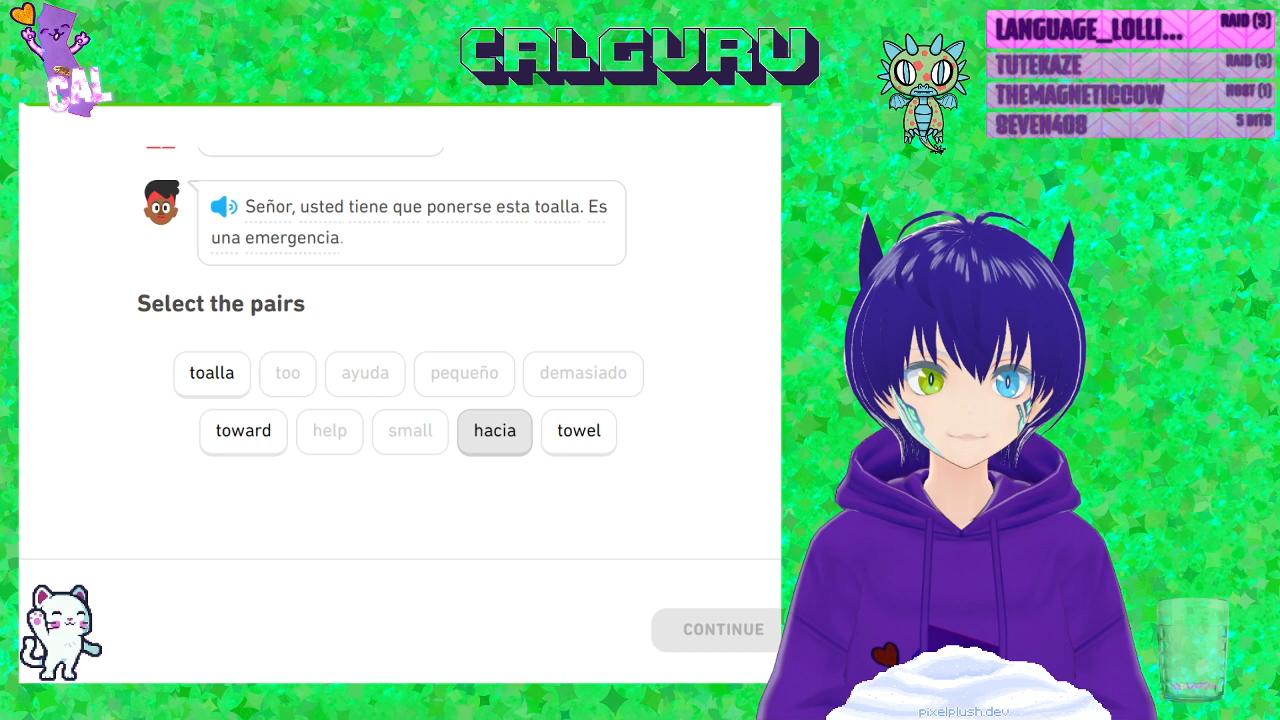 CAL
CALGURU
LANGUAGE_LOLLI... RAID (3)
TUTEKAZE RAID (3)
THEMAGNETICCOW HOST (1)
SEVEN408 5 BITS
Señor, usted tiene que ponerse esta toalla. Es
una emergencia.
Select the pairs
toalla too ayuda pequeño demasiado
toward help small hacia towel
CONTINUE
pixelplush.dev